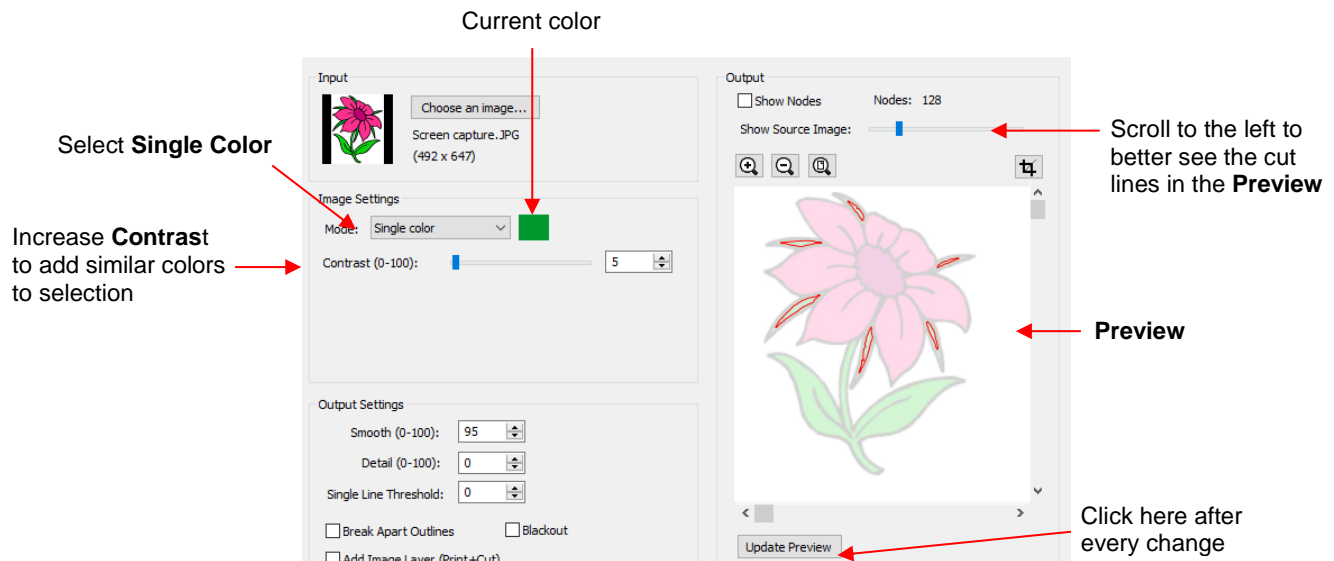 Current color
Input
Choose an image...
Screen capture.JPG
(492 x 647)
Select Single Color
Image Settings
Mode: Single color
Increase Contrast
to add similar colors
to selection
Contrast (0-100): 5
Output Settings
Smooth (0-100): 95
Detail (0-100): 0
Single Line Threshold: 0
Break Apart Outlines Blackout
Add Image Layer (Print+Cut)
Output
Show Nodes Nodes: 128
Show Source Image:
Scroll to the left to
better see the cut
lines in the Preview
Preview
Update Preview
Click here after
every change